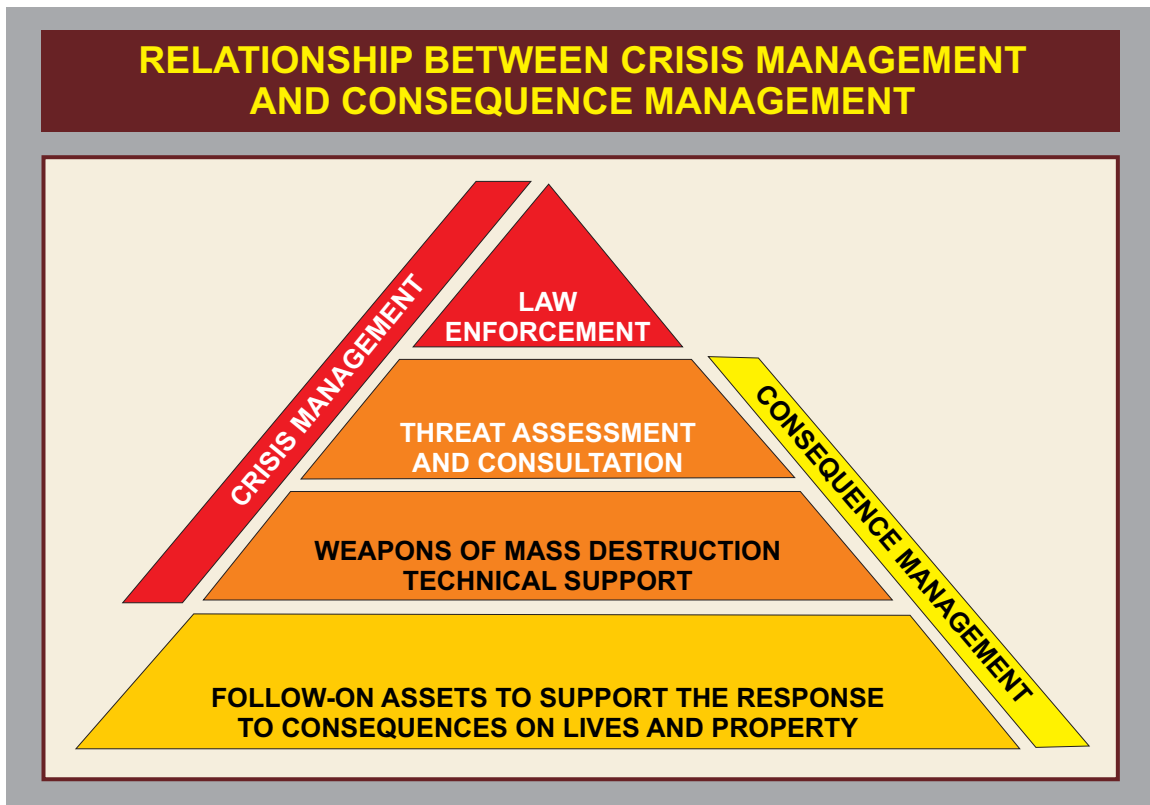 RELATIONSHIP BETWEEN CRISIS MANAGEMENT
AND CONSEQUENCE MANAGEMENT
CRISIS MANAGEMENT
LAW
ENFORCEMENT
THREAT ASSESSMENT
AND CONSULTATION
CONSEQUENCE MANAGEMENT
WEAPONS OF MASS DESTRUCTION
TECHNICAL SUPPORT
FOLLOW-ON ASSETS TO SUPPORT THE RESPONSE
TO CONSEQUENCES ON LIVES AND PROPERTY